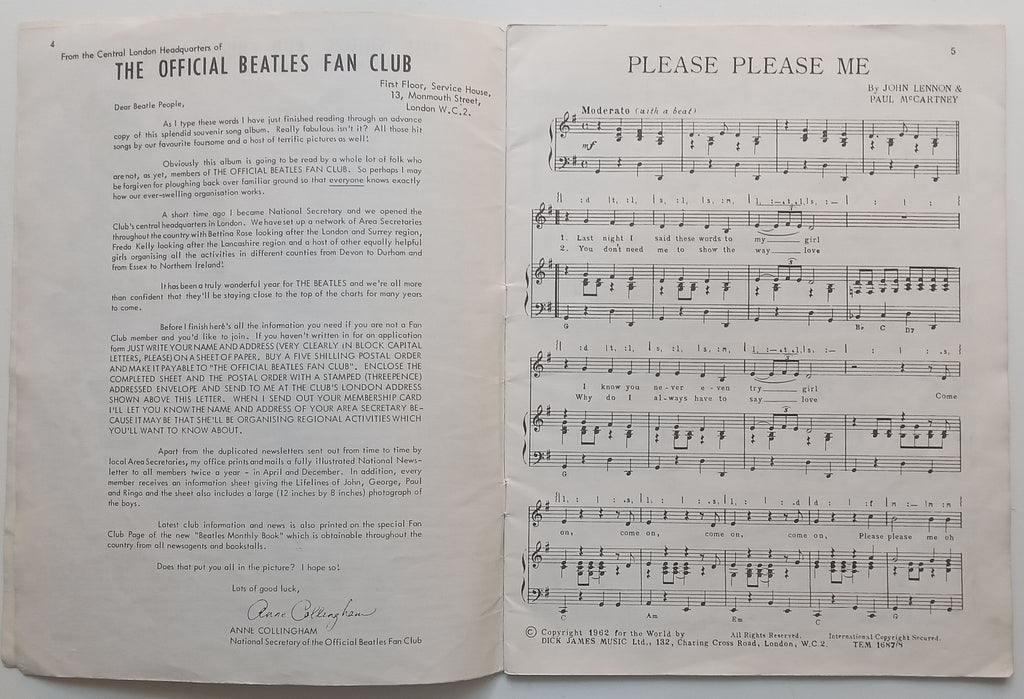 4
From the Central London Headquarters of
THE OFFICIAL BEATLES FAN CLUB
First Floor, Service House,
13, Monmouth Street,
London W.C.2.
Dear Beatle People,
As I type these words I have just finished reading through an advance
copy of this splendid souvenir song album. Really fabulous isn't it? All those hit
songs by our favourite foursome and a host of terrific pictures as well!
Obviously this album is going to be read by a whole lot of folk who
are not, as yet, members of THE OFFICIAL BEATLES FAN CLUB. So perhaps I may
be forgiven for ploughing back over familiar ground so that everyone knows exactly
how our ever-swelling organisation works.
A short time ago I became National Secretary and we opened the
Club's central headquarters in London. We have set up a network of Area Secretaries
throughout the country with Bettina Rose looking after the London and Surrey region,
Freda Kelly looking after the Lancashire region and a host of other equally helpful
girls organising all the activities in different counties from Devon to Durham and
from Essex to Northern Ireland!
It has been a truly wonderful year for THE BEATLES and we're all more
than confident that they'll be staying close to the top of the charts for many years
to come.
Before I finish here's all the information you need if you are not a Fan
Club member and you'd like to join. If you haven't written in for an application
form JUST WRITE YOUR NAME AND ADDRESS (VERY CLEARLY IN BLOCK CAPITAL
LETTERS, PLEASE) ON A SHEET OF PAPER. BUY A FIVE SHILLING POSTAL ORDER
AND MAKE IT PAYABLE TO "THE OFFICIAL BEATLES FAN CLUB". ENCLOSE THE
COMPLETED SHEET AND THE POSTAL ORDER WITH A STAMPED (THREEPENCE)
ADDRESSED ENVELOPE AND SEND TO ME AT THE CLUB'S LONDON ADDRESS
SHOWN ABOVE THIS LETTER. WHEN I SEND OUT YOUR MEMBERSHIP CARD
I'LL LET YOU KNOW THE NAME AND ADDRESS OF YOUR AREA SECRETARY BE-
CAUSE IT MAY BE THAT SHE'LL BE ORGANISING REGIONAL ACTIVITIES WHICH
YOU'LL WANT TO KNOW ABOUT.
Apart from the duplicated newsletters sent out from time to time by
local Area Secretaries, my office prints and mails a fully illustrated National News-
letter to all members twice a year - in April and December. In addition, every
member receives an information sheet giving the Lifelines of John, George, Paul
and Ringo and the sheet also includes a large (12 inches by 8 inches) photograph of
the boys.
Latest club information and news is also printed on the special Fan
Club Page of the new "Beatles Monthly Book" which is obtainable throughout the
country from all newsagents and bookstalls.
Does that put you all in the picture? I hope so!
Lots of good luck,
Anne Collingham
ANNE COLLINGHAM
National Secretary of the Official Beatles Fan Club
5
PLEASE PLEASE ME
By JOHN LENNON &
PAUL McCARTNEY
Moderato (with a beat)
mf
1. Last night I said these words to my girl
2. You don't need me to show the way love
G B♭ C D7
I know you ne-ver e-ven try girl
Why do I al-ways have to say love Come
G
on, come on, come on, come on, Please please me oh
C Am Em C G
© Copyright 1962 for the World by All Rights Reserved. International Copyright Secured.
DICK JAMES MUSIC Ltd., 132, Charing Cross Road, London, W.C.2. TEM 1687/8